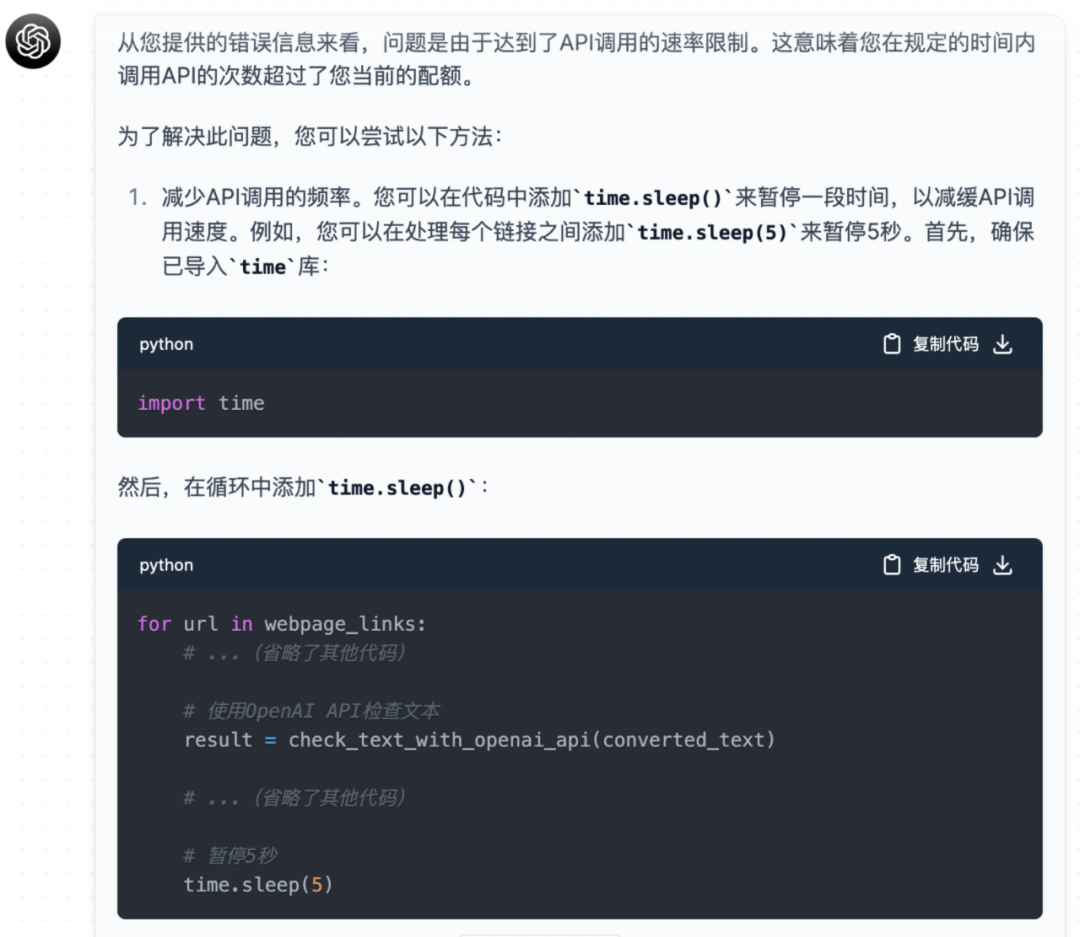 从您提供的错误信息来看，问题是由于达到了API调用的速率限制。这意味着您在规定的时间内
调用API的次数超过了您当前的配额。
为了解决此问题，您可以尝试以下方法：
1. 减少API调用的频率。您可以在代码中添加`time.sleep()`来暂停一段时间，以减缓API调
用速度。例如，您可以在处理每个链接之间添加`time.sleep(5)`来暂停5秒。首先，确保
已导入`time`库：
python 复制代码
import time
然后，在循环中添加`time.sleep()`：
python 复制代码
for url in webpage_links:
    # ... （省略了其他代码）
    # 使用OpenAI API检查文本
    result = check_text_with_openai_api(converted_text)
    # ... （省略了其他代码）
    # 暂停5秒
    time.sleep(5)